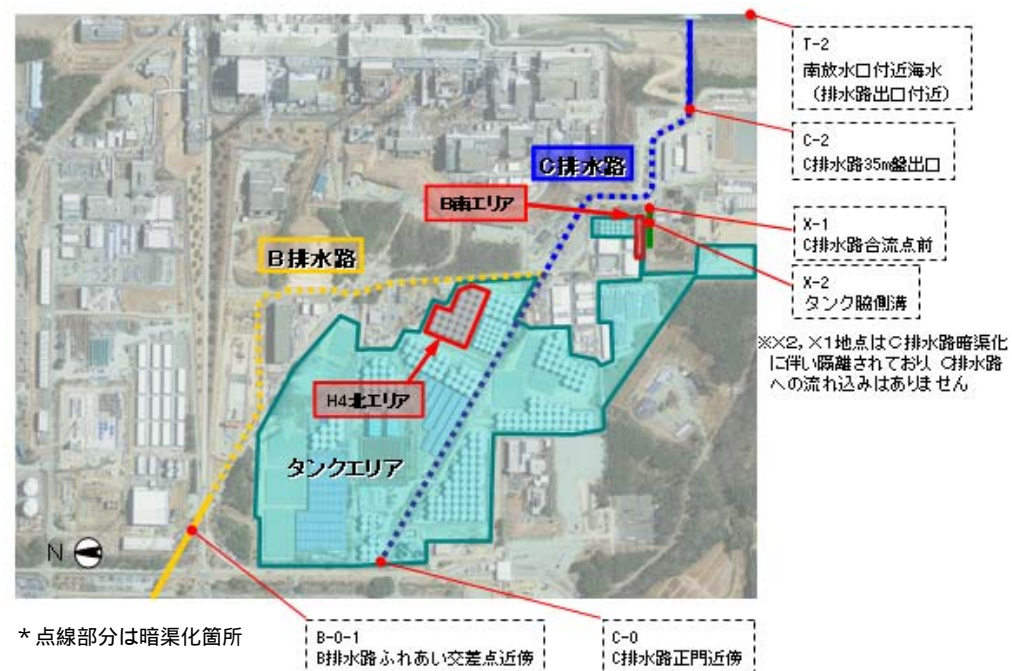 T-2
南放水口付近海水
（排水路出口付近）
C-2
C排水路35m盤出口
C排水路
B南エリア
X-1
C排水路合流点前
B排水路
X-2
タンク脇側溝
※X2，X1地点はC排水路暗渠化
に伴い隔離されており、C排水路
への流れ込みはありません
H4北エリア
タンクエリア
N
＊点線部分は暗渠化箇所
B-0-1
B排水路ふれあい交差点近傍
C-0
C排水路正門近傍